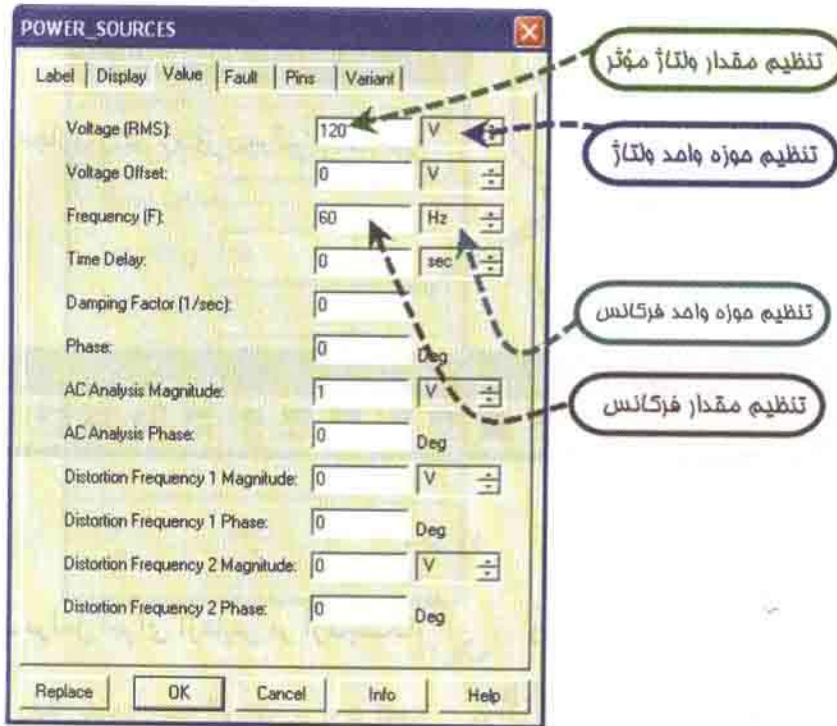 POWER_SOURCES
Label Display Value Fault Pins Variant
Voltage (RMS): 120 V
Voltage Offset: 0 V
Frequency (F): 60 Hz
Time Delay: 0 sec
Damping Factor (1/sec): 0
Phase: 0 Deg
AC Analysis Magnitude: 1 V
AC Analysis Phase: 0 Deg
Distortion Frequency 1 Magnitude: 0 V
Distortion Frequency 1 Phase: 0 Deg
Distortion Frequency 2 Magnitude: 0 V
Distortion Frequency 2 Phase: 0 Deg
Replace OK Cancel Info Help
تنظیم مقدار ولتاژ مؤثر
تنظیم حوزه واحد ولتاژ
تنظیم حوزه واحد فرکانس
تنظیم مقدار فرکانس